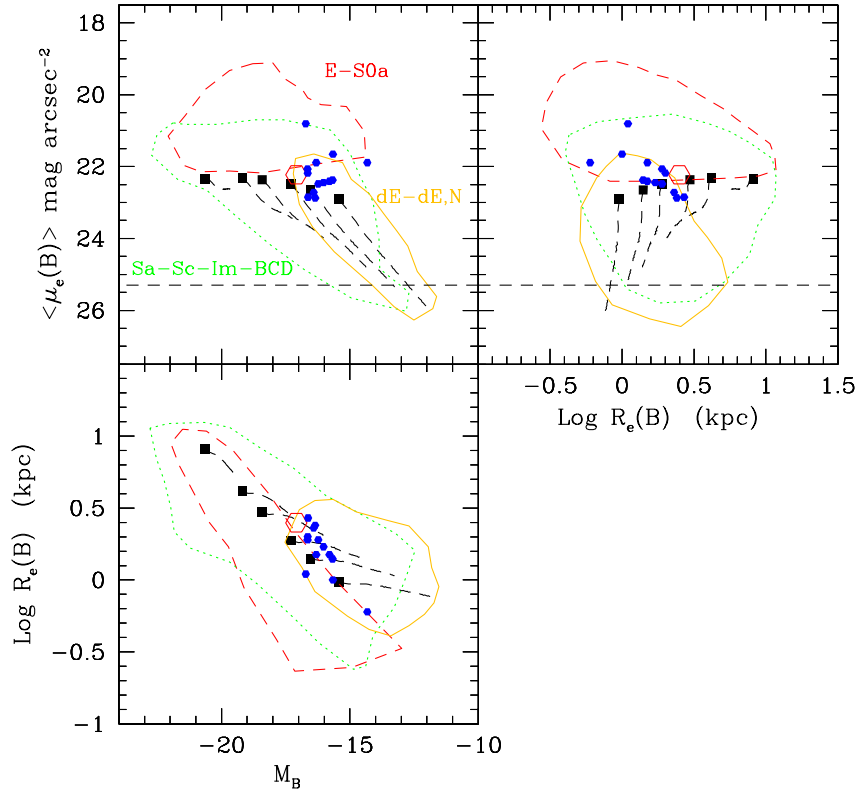 <μe(B)> mag arcsec−2
18
20
22
24
26
E−S0a
dE−dE,N
Sa−Sc−Im−BCD
−0.5
0
0.5
1
1.5
Log Re(B) (kpc)
Log Re(B) (kpc)
1
0.5
0
−0.5
−1
−20
−15
−10
MB